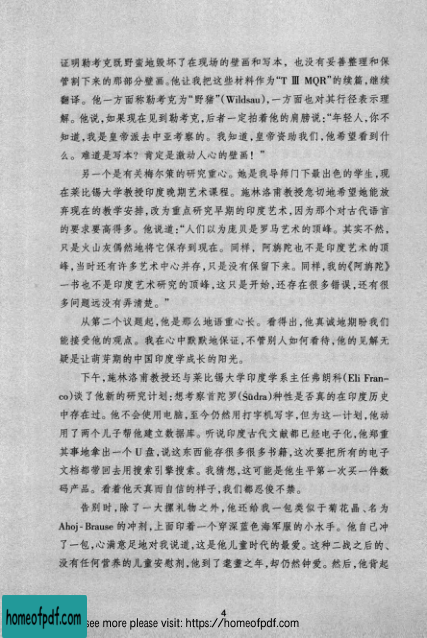 证明勒考克既野蛮地毁坏了在现场的壁画和写本，也没有妥善整理和保
管割下来的那部分壁画。他让我把这些材料作为“T Ⅲ MQR”的续篇，继续
翻译。他一方面称勒考克为“野猪”(Wildsau)，一方面也对其行径表示理
解。他说，如果现在见到勒考克，后者一定拍着他的肩膀说：“年轻人，你不
知道，我是皇帝派去中亚考察的。我知道，皇帝资助我们，他希望看到什
么。难道是写本？肯定是激动人心的壁画！”
另一个是有关梅尔策的研究重心。她是我导师门下最出色的学生，现
在莱比锡大学教授印度晚期艺术课程。施林洛甫教授急切地希望她能放
弃现在的教学安排，改为重点研究早期的印度艺术，因为那个对古代语言
的要求要高得多。他说道：“人们以为庞贝是罗马艺术的顶峰。其实不然，
只是火山灰偶然地将它保存到现在。同样，阿旃陀也不是印度艺术的顶
峰，当时还有许多艺术中心并存，只是没有保留下来。同样，我的《阿旃陀》
一书也不是印度艺术研究的顶峰，这只是开始，还存在很多错误，还有很
多问题远没有弄清楚。”
从第二个议题起，他是那么地语重心长。看得出，他真诚地期盼我们
能接受他的观点。我在心中默默地保证，不管别人如何看待，他的见解无
疑是让萌芽期的中国印度学成长的阳光。
下午，施林洛甫教授还与莱比锡大学印度学系主任弗朗科(Eli Fran-
co)谈了他新的研究计划：想考察首陀罗(Śūdra)种性是否真的在印度历史
中存在过。他不会使用电脑，至今仍然用打字机写字，但为这一计划，他动
用了两个儿子帮他建立数据库。听说印度古代文献都已经电子化，他郑重
其事地拿出一个 U 盘，说这东西能存很多很多书籍，这次要把所有的电子
文档都带回去用搜索引擎搜索。我猜想，这可能是他生平第一次买一件数
码产品。看着他天真而自信的样子，我们都忍俊不禁。
告别时，除了一大摞礼物之外，他还给我一包类似于菊花晶、名为
Ahoj-Brause 的冲剂，上面印着一个穿深蓝色海军服的小水手。他自己冲
了一包，心满意足地对我说道，这是他儿童时代的最爱。这种二战之后的、
没有任何营养的儿童安慰剂，他到了耄耋之年，却仍然钟爱。然后，他背起
4
homeofpdf.com
see more please visit: https://homeofpdf.com